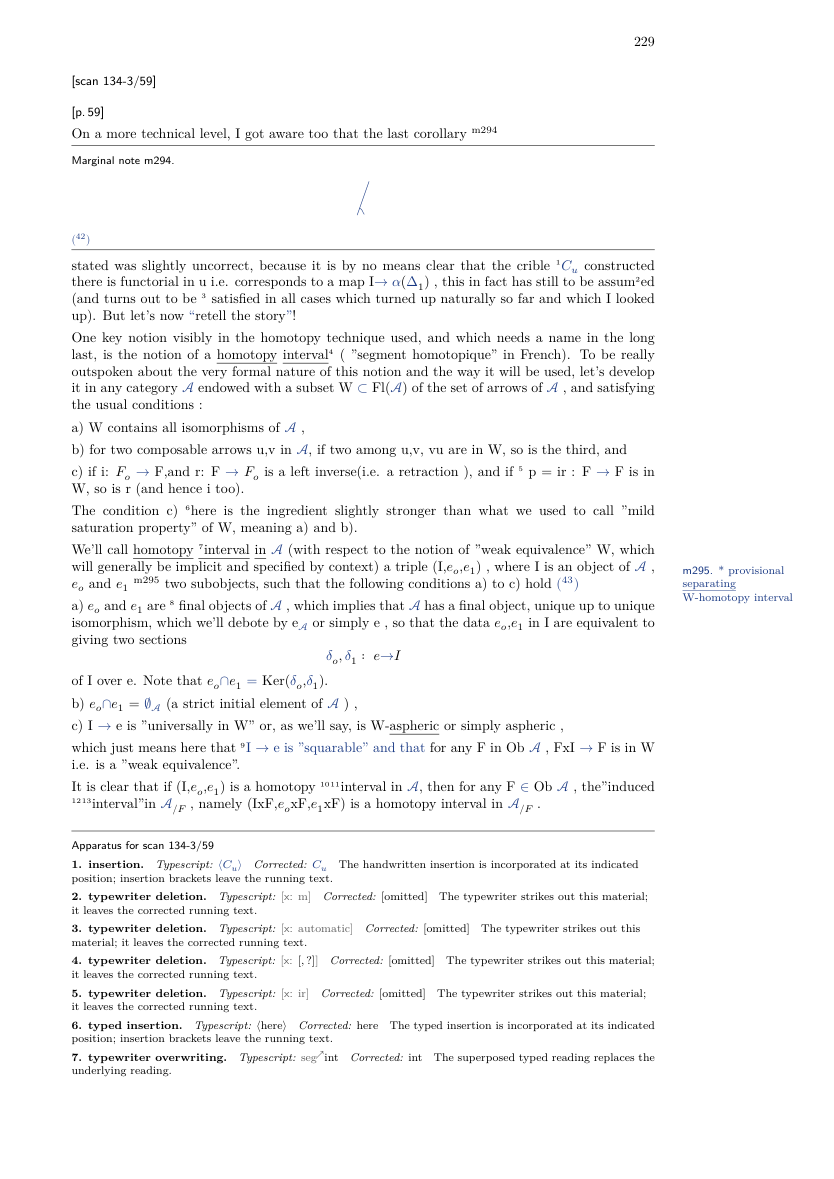 229
[scan 134-3/59]
[p. 59]
On a more technical level, I got aware too that the last corollary m294
Marginal note m294.
(42)
stated was slightly uncorrect, because it is by no means clear that the crible ¹Cᵤ constructed
there is functorial in u i.e. corresponds to a map I→ α(Δ₁) , this in fact has still to be assum²ed
(and turns out to be ³ satisfied in all cases which turned up naturally so far and which I looked
up). But let's now “retell the story”!
One key notion visibly in the homotopy technique used, and which needs a name in the long
last, is the notion of a homotopy interval⁴ ( ”segment homotopique” in French). To be really
outspoken about the very formal nature of this notion and the way it will be used, let's develop
it in any category 𝒜 endowed with a subset W ⊂ Fl(𝒜) of the set of arrows of 𝒜 , and satisfying
the usual conditions :
a) W contains all isomorphisms of 𝒜 ,
b) for two composable arrows u,v in 𝒜, if two among u,v, vu are in W, so is the third, and
c) if i: Fₒ → F,and r: F → Fₒ is a left inverse(i.e. a retraction ), and if ⁵ p = ir : F → F is in
W, so is r (and hence i too).
The condition c) ⁶here is the ingredient slightly stronger than what we used to call ”mild
saturation property” of W, meaning a) and b).
We'll call homotopy ⁷interval in 𝒜 (with respect to the notion of ”weak equivalence” W, which
will generally be implicit and specified by context) a triple (I,eₒ,e₁) , where I is an object of 𝒜 ,
eₒ and e₁ m295 two subobjects, such that the following conditions a) to c) hold (43)
m295. * provisional
separating
W-homotopy interval
a) eₒ and e₁ are ⁸ final objects of 𝒜 , which implies that 𝒜 has a final object, unique up to unique
isomorphism, which we'll debote by e_𝒜 or simply e , so that the data eₒ,e₁ in I are equivalent to
giving two sections
δₒ, δ₁ : e→I
of I over e. Note that eₒ∩e₁ = Ker(δₒ,δ₁).
b) eₒ∩e₁ = ∅_𝒜 (a strict initial element of 𝒜 ) ,
c) I → e is ”universally in W” or, as we'll say, is W-aspheric or simply aspheric ,
which just means here that ⁹I → e is ”squarable” and that for any F in Ob 𝒜 , FxI → F is in W
i.e. is a ”weak equivalence”.
It is clear that if (I,eₒ,e₁) is a homotopy ¹⁰¹¹interval in 𝒜, then for any F ∈ Ob 𝒜 , the”induced
¹²¹³interval”in 𝒜_/F , namely (IxF,eₒxF,e₁xF) is a homotopy interval in 𝒜_/F .
Apparatus for scan 134-3/59
1. insertion. Typescript: ⟨Cᵤ⟩ Corrected: Cᵤ The handwritten insertion is incorporated at its indicated
position; insertion brackets leave the running text.
2. typewriter deletion. Typescript: [x: m] Corrected: [omitted] The typewriter strikes out this material;
it leaves the corrected running text.
3. typewriter deletion. Typescript: [x: automatic] Corrected: [omitted] The typewriter strikes out this
material; it leaves the corrected running text.
4. typewriter deletion. Typescript: [x: [, ?]] Corrected: [omitted] The typewriter strikes out this material;
it leaves the corrected running text.
5. typewriter deletion. Typescript: [x: ir] Corrected: [omitted] The typewriter strikes out this material;
it leaves the corrected running text.
6. typed insertion. Typescript: ⟨here⟩ Corrected: here The typed insertion is incorporated at its indicated
position; insertion brackets leave the running text.
7. typewriter overwriting. Typescript: seg↗int Corrected: int The superposed typed reading replaces the
underlying reading.